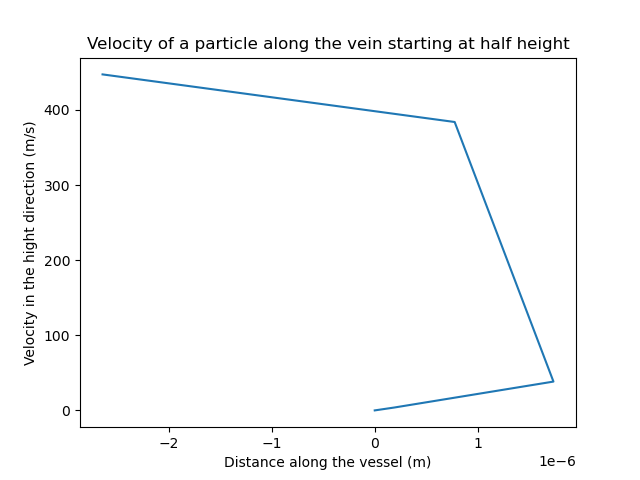 Velocity of a particle along the vein starting at half height
Velocity in the hight direction (m/s)
400
300
200
100
0
−2 −1 0 1
1e−6
Distance along the vessel (m)